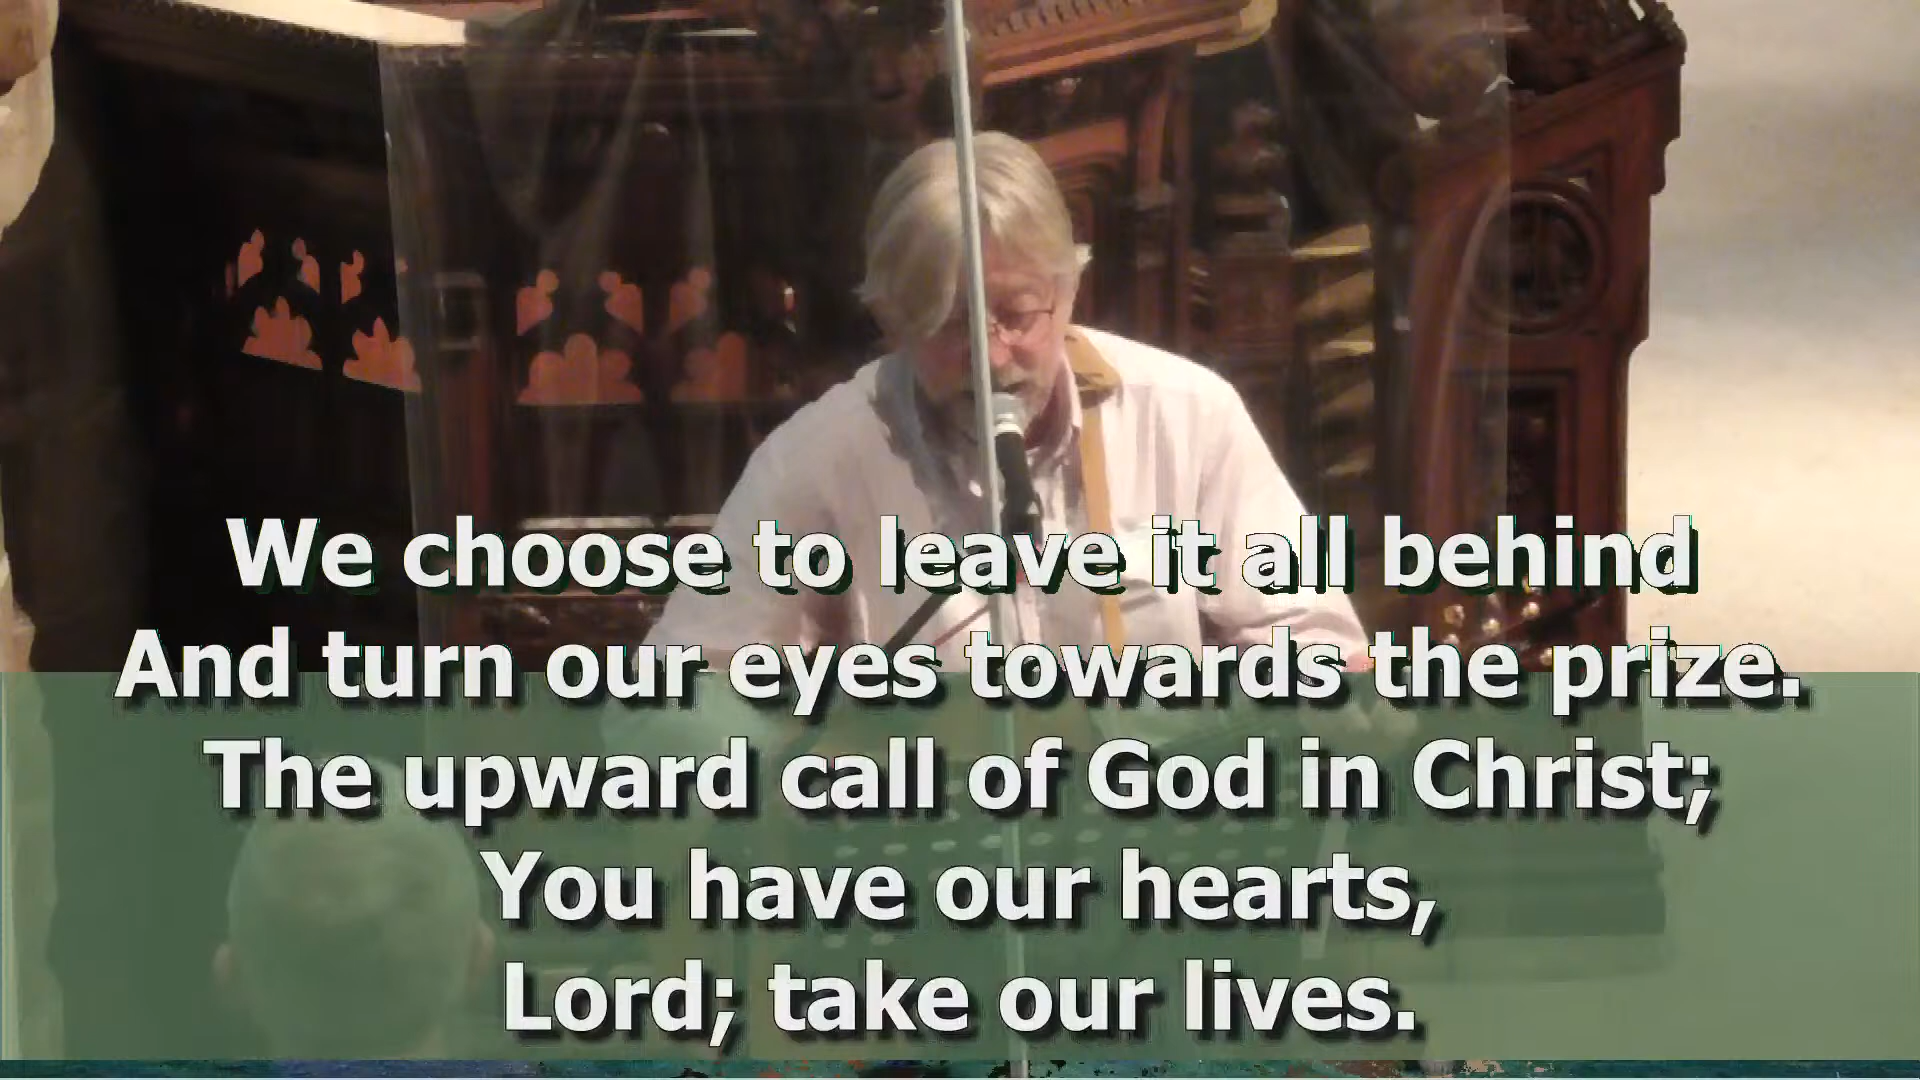 We choose to leave it all behind
And turn our eyes towards the prize.
The upward call of God in Christ;
You have our hearts,
Lord; take our lives.